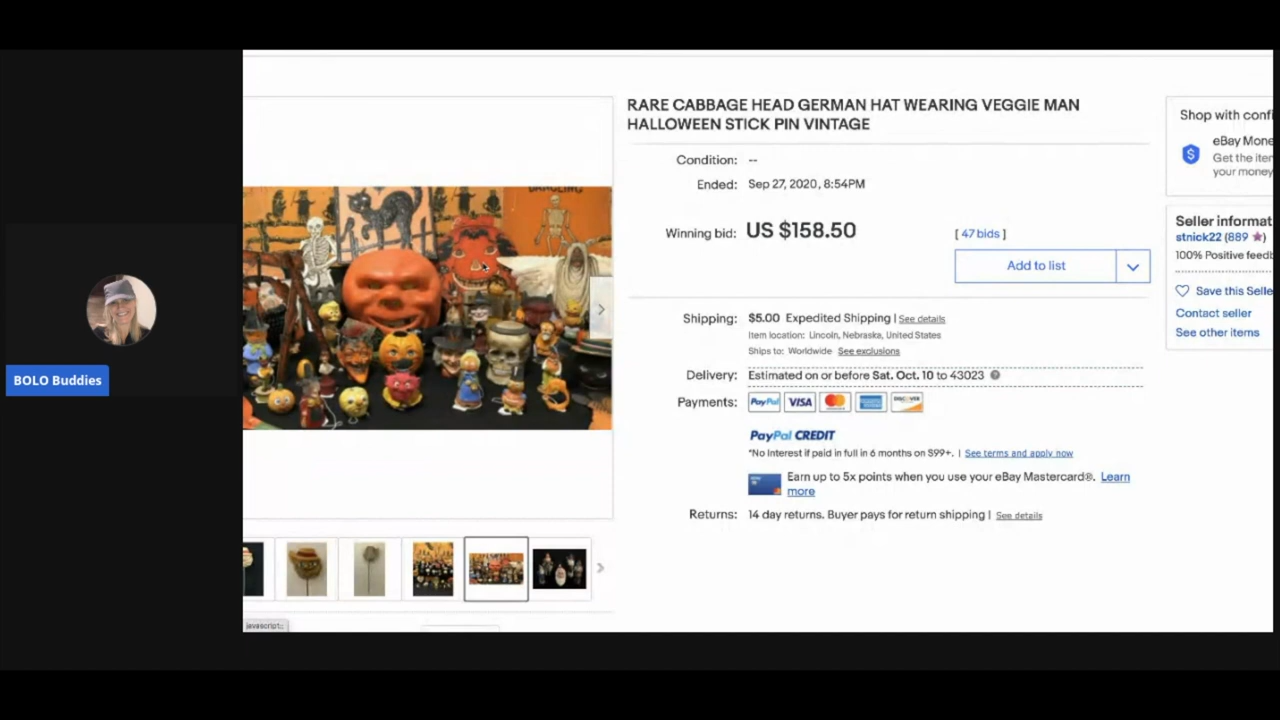 DANGLING
RARE CABBAGE HEAD GERMAN HAT WEARING VEGGIE MAN
HALLOWEEN STICK PIN VINTAGE
Condition: --
Ended: Sep 27, 2020, 8:54PM
Winning bid: US $158.50 [ 47 bids ]
Add to list
Shipping: $5.00 Expedited Shipping | See details
Item location: Lincoln, Nebraska, United States
Ships to: Worldwide See exclusions
Delivery: Estimated on or before Sat. Oct. 10 to 43023
Payments: PayPal VISA
DISCOVER
PayPal CREDIT
*No Interest if paid in full in 6 months on $99+. | See terms and apply now
Earn up to 5x points when you use your eBay Mastercard®. Learn
more
Returns: 14 day returns. Buyer pays for return shipping | See details
Shop with confi
$
eBay Mone
Get the iten
your money
Seller informat
stnick22 (889 )
100% Positive feedb
Save this Selle
Contact seller
See other items
BOLO Buddies
javascript:;